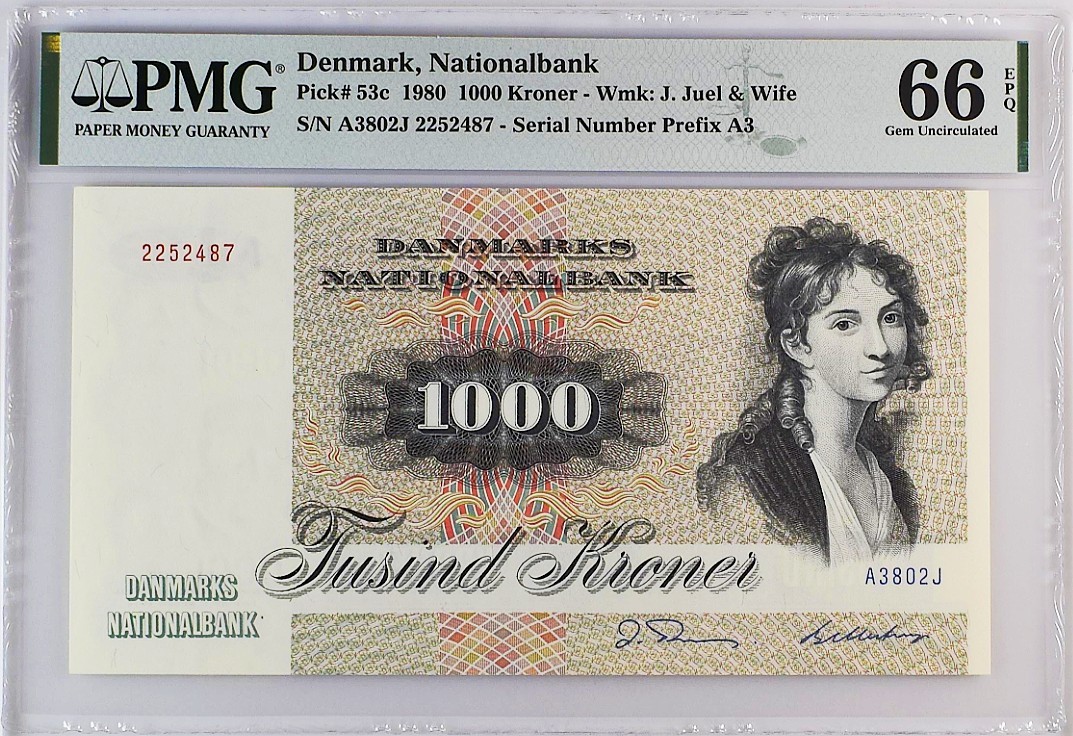 PMG®
PAPER MONEY GUARANTY
Denmark, Nationalbank
Pick# 53c 1980 1000 Kroner - Wmk: J. Juel & Wife
S/N A3802J 2252487 - Serial Number Prefix A3
66 EPQ
Gem Uncirculated
2252487
DANMARKS
NATIONALBANK
1000
Tusind Kroner
A3802J
DANMARKS
NATIONALBANK